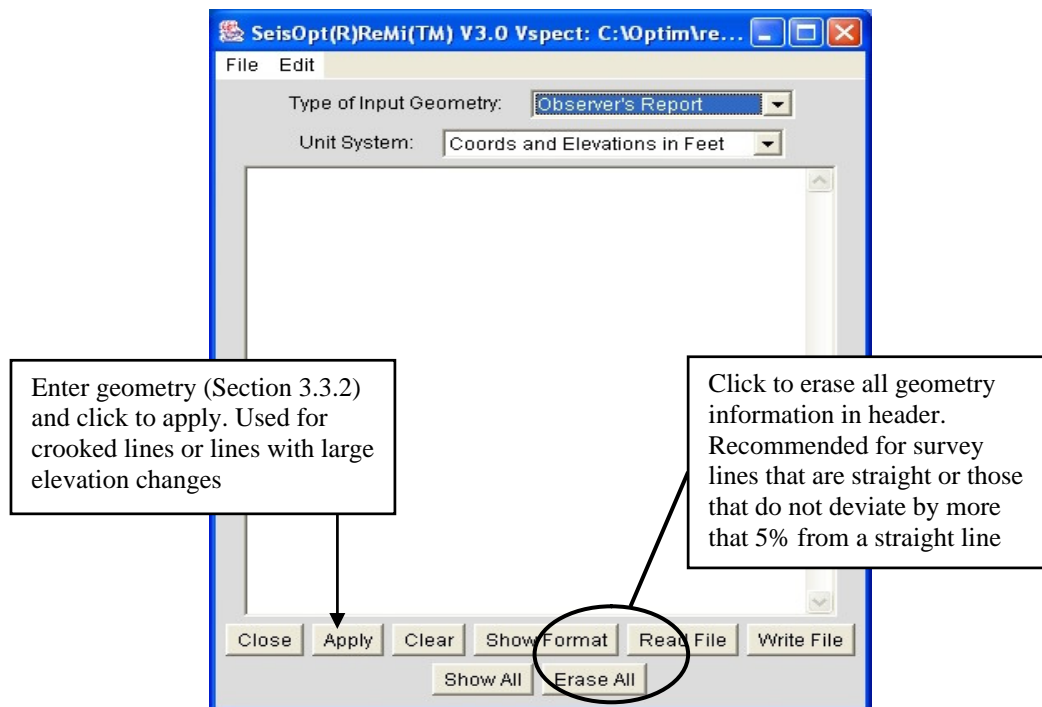 SeisOpt(R)ReMi(TM) V3.0 Vspect: C:\Optim\re...
File Edit
Type of Input Geometry: Observer's Report
Unit System: Coords and Elevations in Feet
Enter geometry (Section 3.3.2)
and click to apply. Used for
crooked lines or lines with large
elevation changes
Click to erase all geometry
information in header.
Recommended for survey
lines that are straight or those
that do not deviate by more
that 5% from a straight line
Close Apply Clear Show Format Read File Write File
Show All Erase All